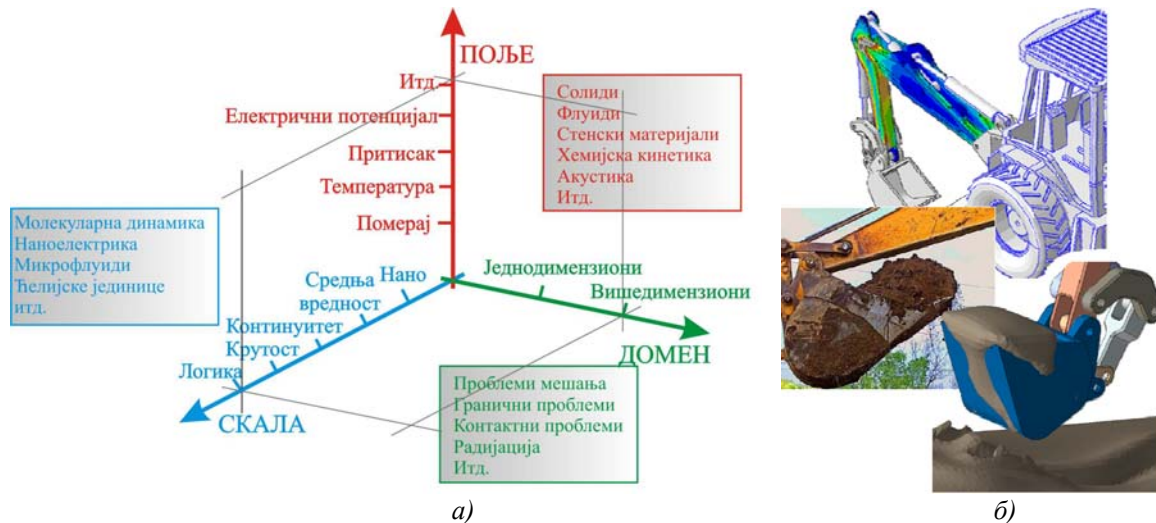 ПОЉЕ
Итд.
Електрични потенцијал
Притисак
Температура
Померај
Солиди
Флуиди
Стенски материјали
Хемијска кинетика
Акустика
Итд.
Молекуларна динамика
Наноелектрика
Микрофлуиди
Ћелијске јединице
итд.
Нано
Средња
вредност
Континуитет
Крутост
Логика
СКАЛА
Једнодимензиони
Вишедимензиони
ДОМЕН
Проблеми мешања
Гранични проблеми
Контактни проблеми
Радијација
Итд.
а)
б)